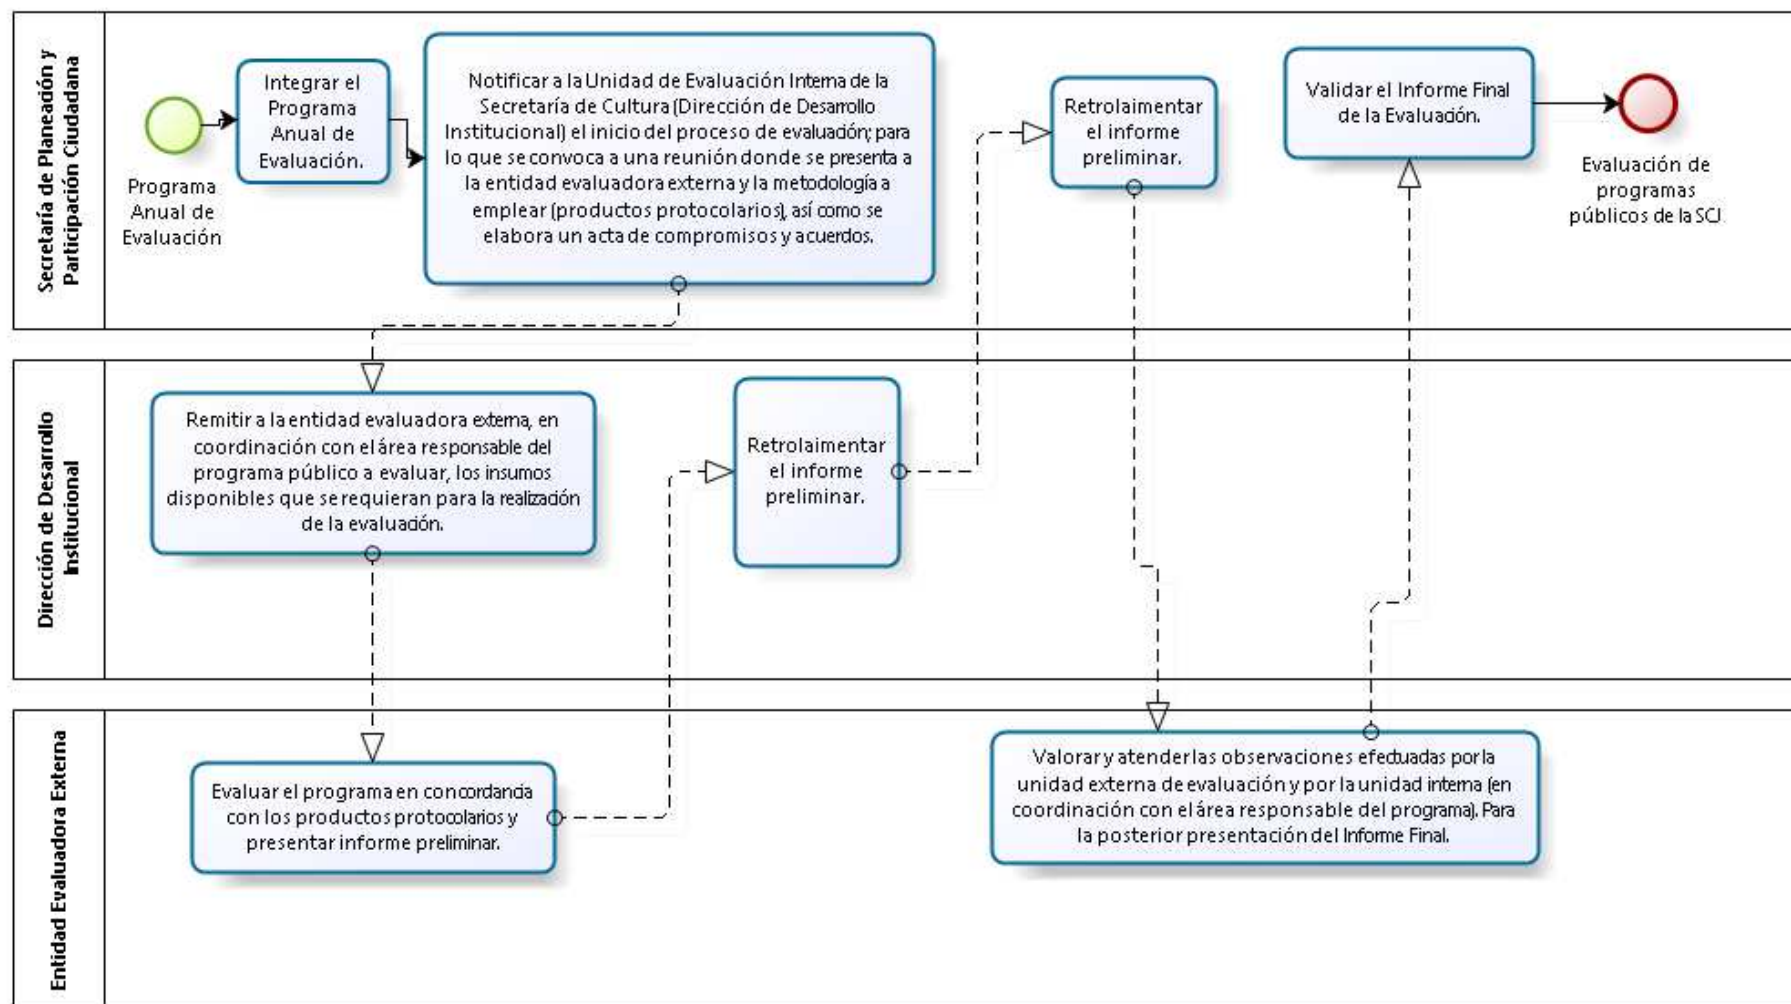 Secretaría de Planeación y
Participación Ciudadana
Programa
Anual de
Evaluación
Integrar el
Programa
Anual de
Evaluación.
Notificar a la Unidad de Evaluación Interna de la
Secretaría de Cultura (Dirección de Desarrollo
Institucional) el inicio del proceso de evaluación; para
lo que se convoca a una reunión donde se presenta a
la entidad evaluadora externa y la metodología a
emplear (productos protocolarios), así como se
elabora un acta de compromisos y acuerdos.
Retrolaimentar
el informe
preliminar.
Validar el Informe Final
de la Evaluación.
Evaluación de
programas
públicos de la SCJ
Dirección de Desarrollo
Institucional
Remitir a la entidad evaluadora externa, en
coordinación con el área responsable del
programa público a evaluar, los insumos
disponibles que se requieran para la realización
de la evaluación.
Retrolaimentar
el informe
preliminar.
Entidad Evaluadora Externa
Evaluar el programa en concordancia
con los productos protocolarios y
presentar informe preliminar.
Valorar y atender las observaciones efectuadas por la
unidad externa de evaluación y por la unidad interna (en
coordinación con el área responsable del programa). Para
la posterior presentación del Informe Final.